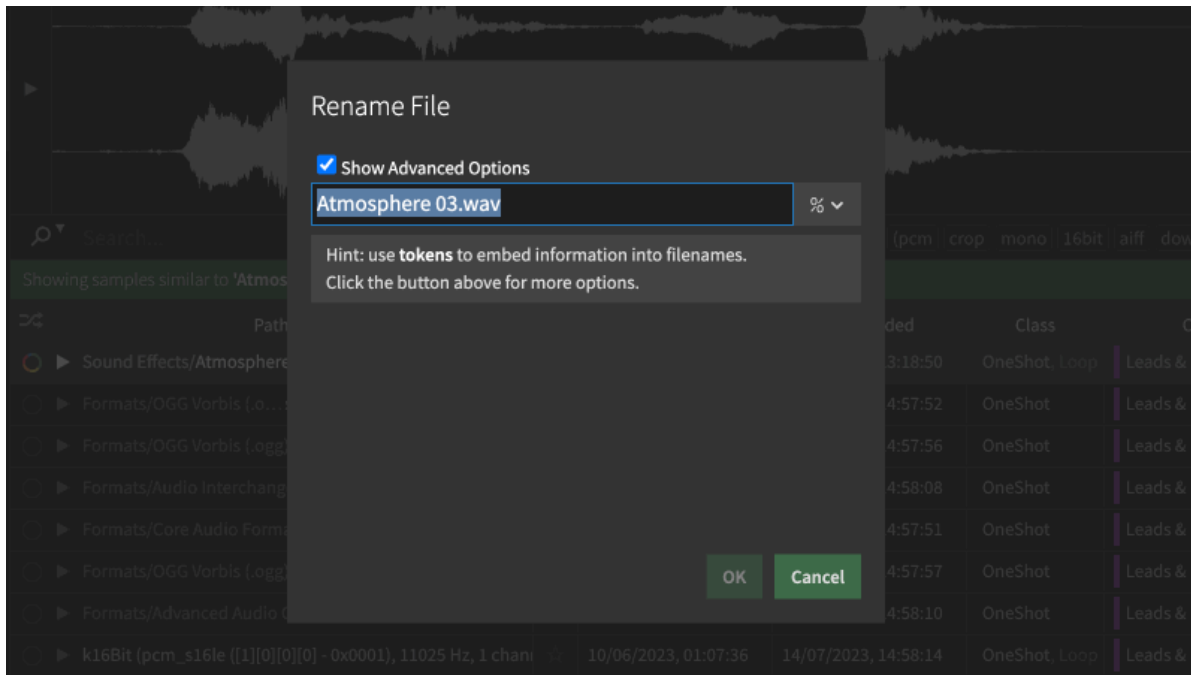 Rename File
Show Advanced Options
Atmosphere 03.wav
%
Hint: use tokens to embed information into filenames.
Click the button above for more options.
OK
Cancel
Search...
(pcm crop mono 16bit aiff
Showing samples similar to 'Atmos
Path
ded
Class
Sound Effects/Atmosphere
3:18:50
OneShot, Loop
Leads &
Formats/OGG Vorbis (.o...
4:57:52
OneShot
Leads &
Formats/OGG Vorbis (.ogg)
4:57:56
OneShot
Leads &
Formats/Audio Interchang
4:58:08
OneShot
Leads &
Formats/Core Audio Forma
4:57:51
OneShot
Leads &
Formats/OGG Vorbis (.ogg)
4:57:57
OneShot
Leads &
Formats/Advanced Audio
4:58:10
OneShot
Leads &
k16Bit (pcm_s16le ([1][0][0][0] - 0x0001), 11025 Hz, 1 chan
10/06/2023, 01:07:36
14/07/2023, 14:58:14
OneShot, Loop
Leads &